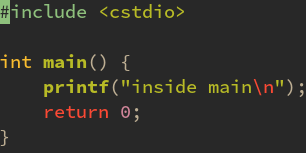 #include <cstdio>
int main() {
    printf("inside main\n");
    return 0;
}